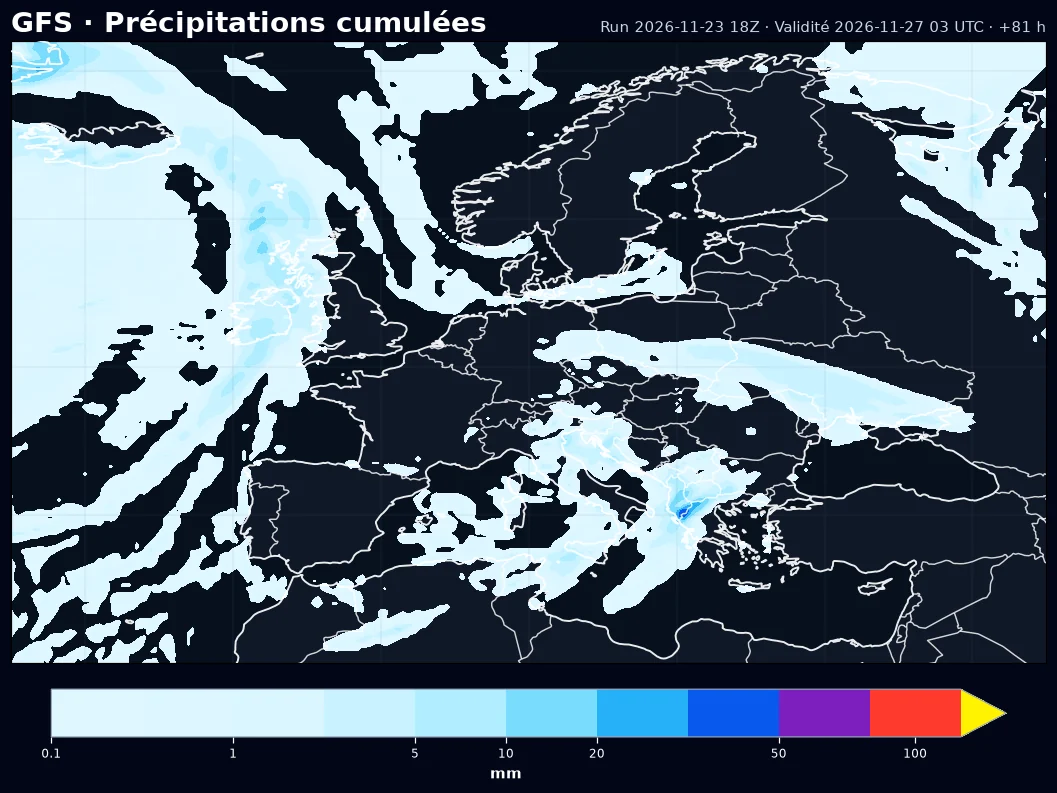 GFS · Précipitations cumulées
Run 2026-11-23 18Z · Validité 2026-11-27 03 UTC · +81 h
0.1 1 5 10 20 50 100
mm